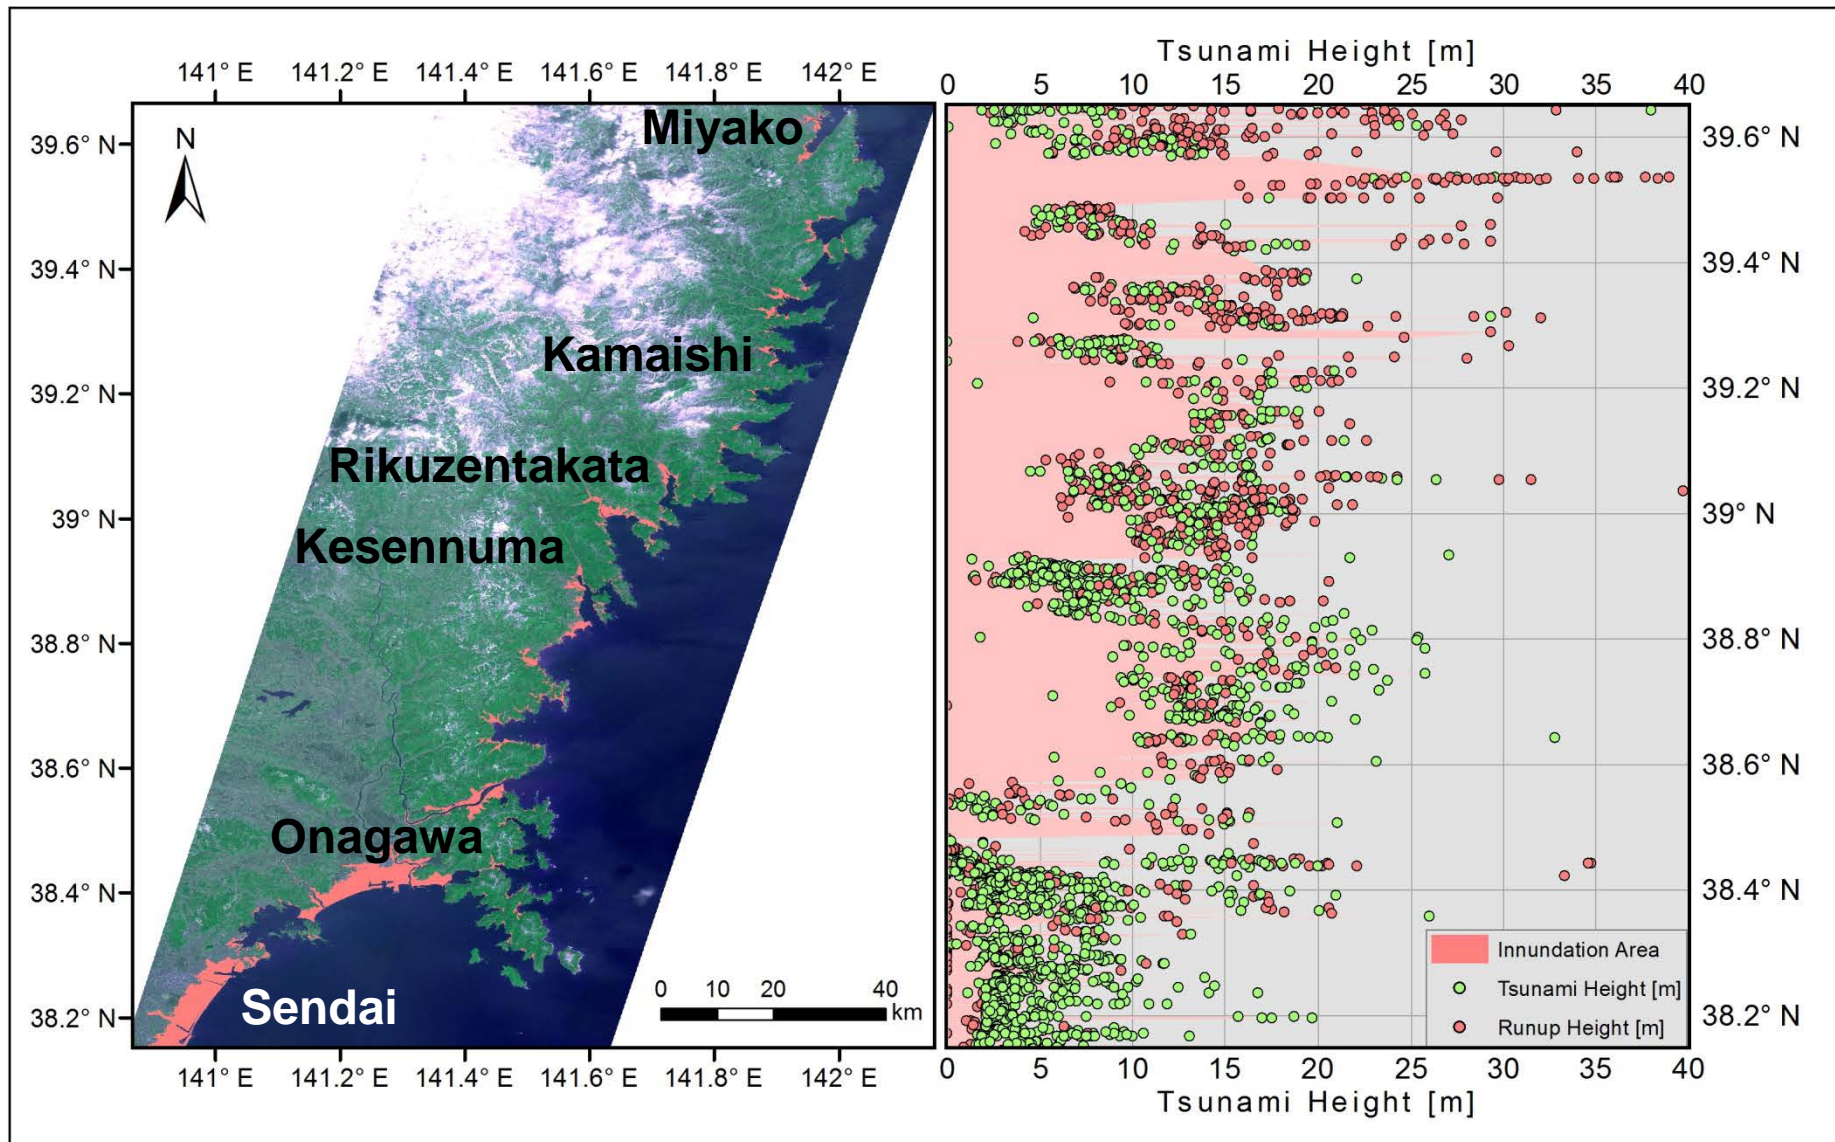 Tsunami Height [m]
141° E 141.2° E 141.4° E 141.6° E 141.8° E 142° E
0 5 10 15 20 25 30 35 40
N
Miyako
39.6° N
39.6° N
39.4° N
39.4° N
Kamaishi
39.2° N
39.2° N
Rikuzentakata
39° N
39° N
Kesennuma
38.8° N
38.8° N
38.6° N
38.6° N
Onagawa
38.4° N
38.4° N
Innundation Area
Tsunami Height [m]
Runup Height [m]
0 10 20 40
km
Sendai
38.2° N
38.2° N
141° E 141.2° E 141.4° E 141.6° E 141.8° E 142° E
0 5 10 15 20 25 30 35 40
Tsunami Height [m]